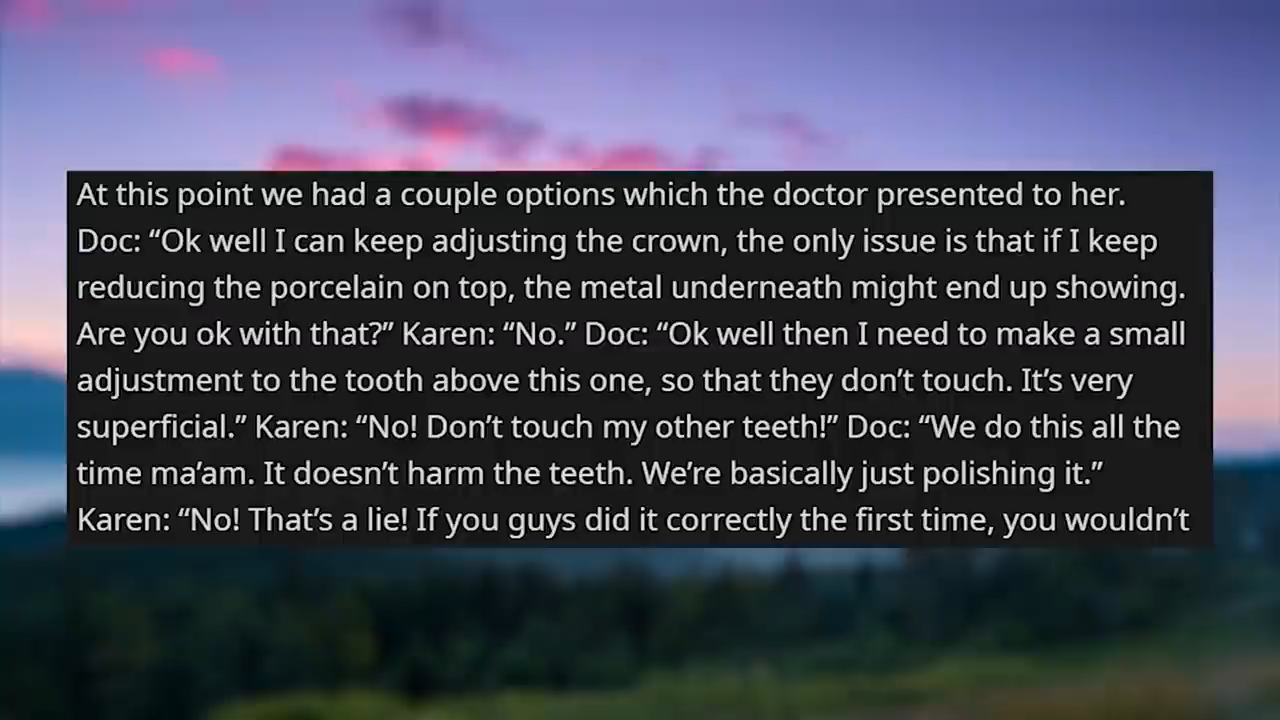 At this point we had a couple options which the doctor presented to her.
Doc: “Ok well I can keep adjusting the crown, the only issue is that if I keep
reducing the porcelain on top, the metal underneath might end up showing.
Are you ok with that?” Karen: “No.” Doc: “Ok well then I need to make a small
adjustment to the tooth above this one, so that they don’t touch. It’s very
superficial.” Karen: “No! Don’t touch my other teeth!” Doc: “We do this all the
time ma’am. It doesn’t harm the teeth. We’re basically just polishing it.”
Karen: “No! That’s a lie! If you guys did it correctly the first time, you wouldn’t